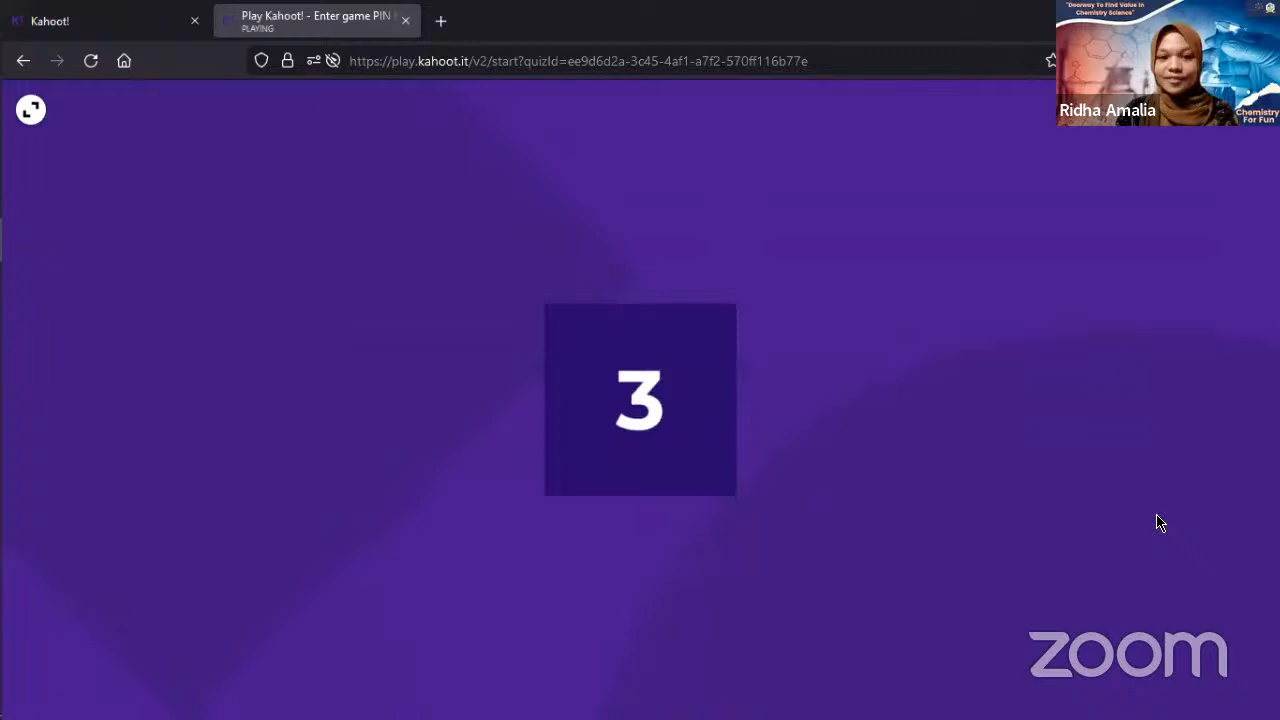 Kahoot!
Play Kahoot! - Enter game PIN
PLAYING
https://play.kahoot.it/v2/start?quizId=ee9d6d2a-3c45-4af1-a7f2-570ff116b77e
"Doorway To Find Value In
Chemistry Science"
Ridha Amalia
Chemistry
For Fun
3
zoom